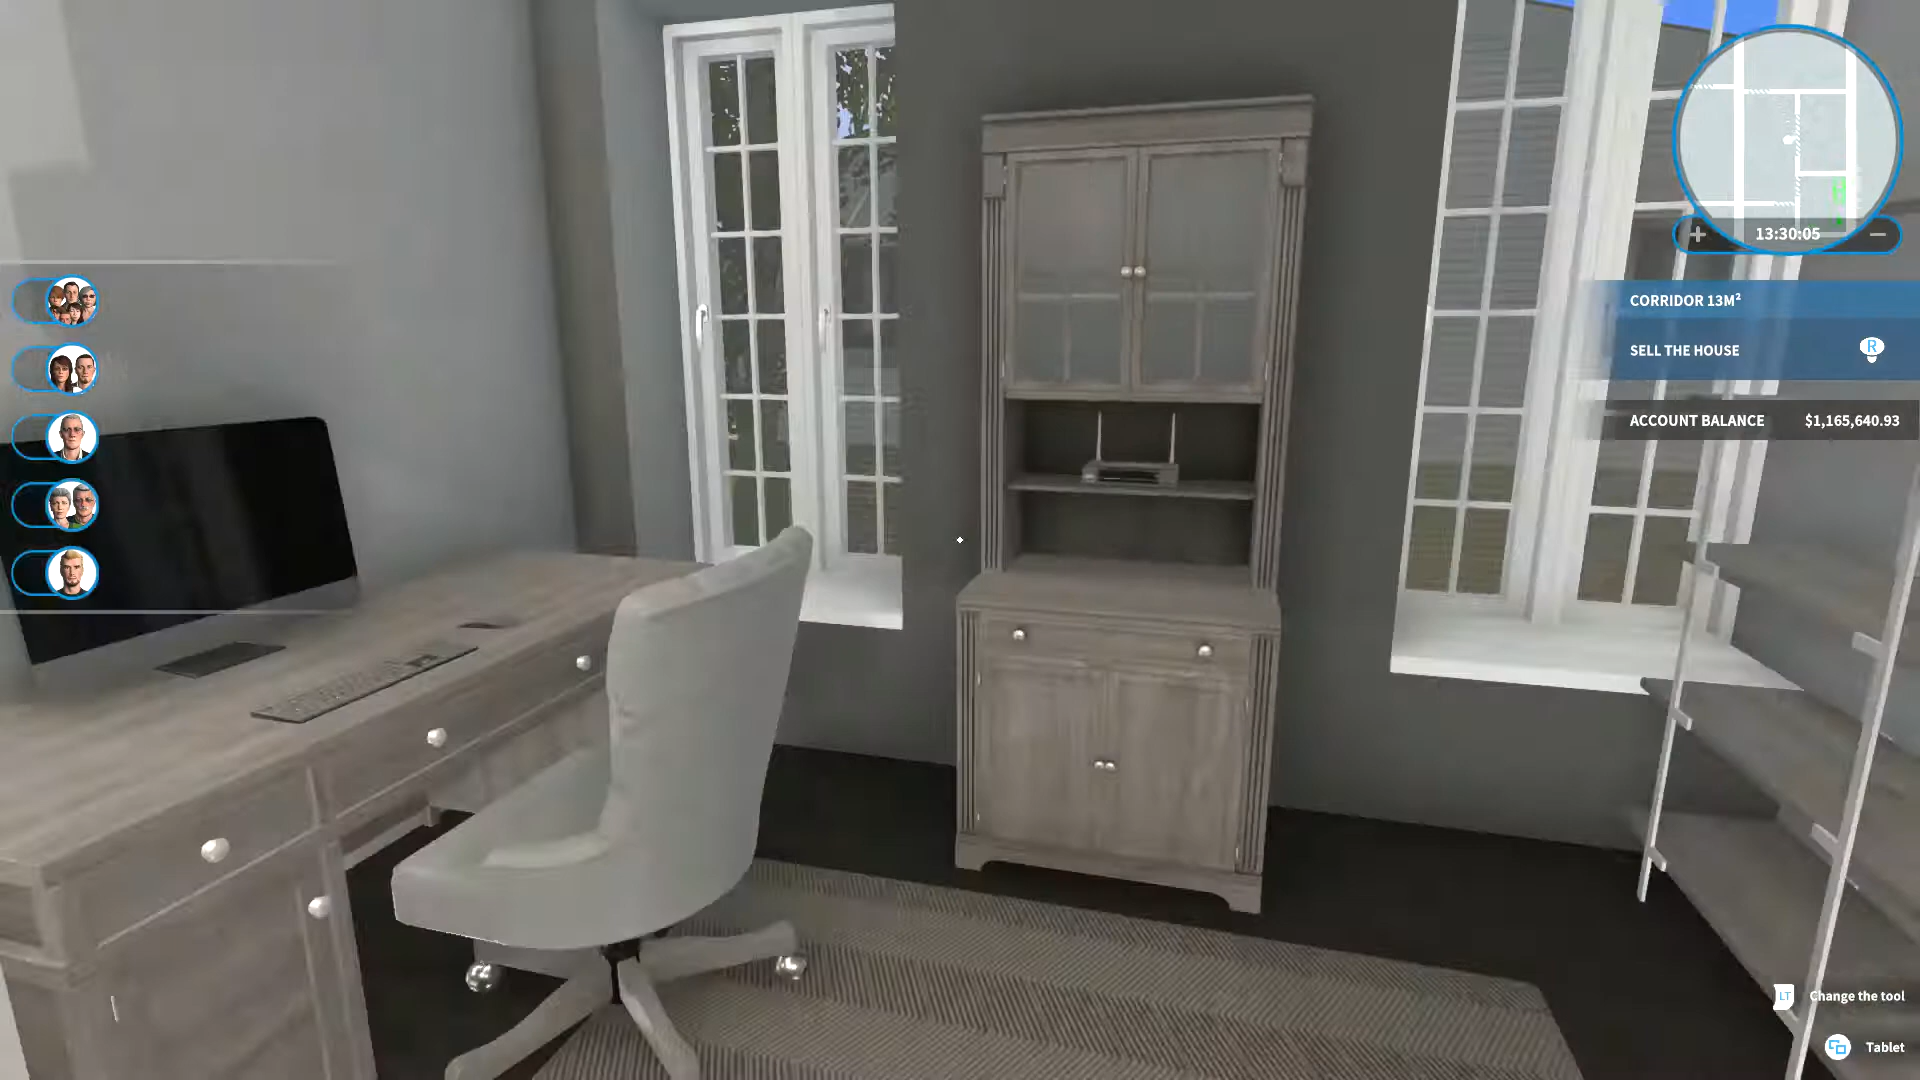 13:30:05
CORRIDOR 13M²
SELL THE HOUSE
R
ACCOUNT BALANCE $1,165,640.93
LT Change the tool
Tablet